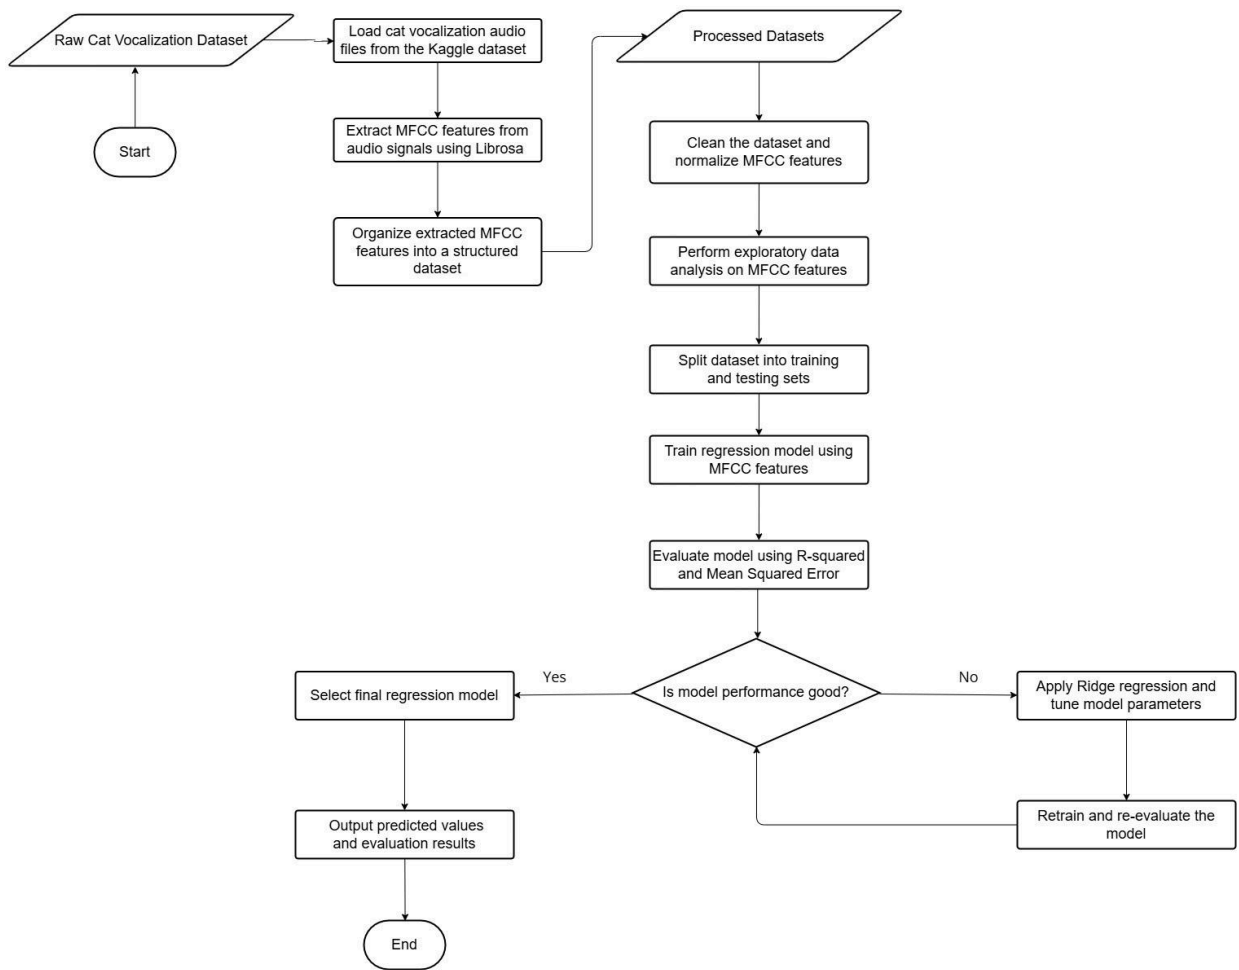 Raw Cat Vocalization Dataset
Start
Load cat vocalization audio
files from the Kaggle dataset
Extract MFCC features from
audio signals using Librosa
Organize extracted MFCC
features into a structured
dataset
Processed Datasets
Clean the dataset and
normalize MFCC features
Perform exploratory data
analysis on MFCC features
Split dataset into training
and testing sets
Train regression model using
MFCC features
Evaluate model using R-squared
and Mean Squared Error
Is model performance good?
Yes
Select final regression model
Output predicted values
and evaluation results
End
No
Apply Ridge regression and
tune model parameters
Retrain and re-evaluate the
model